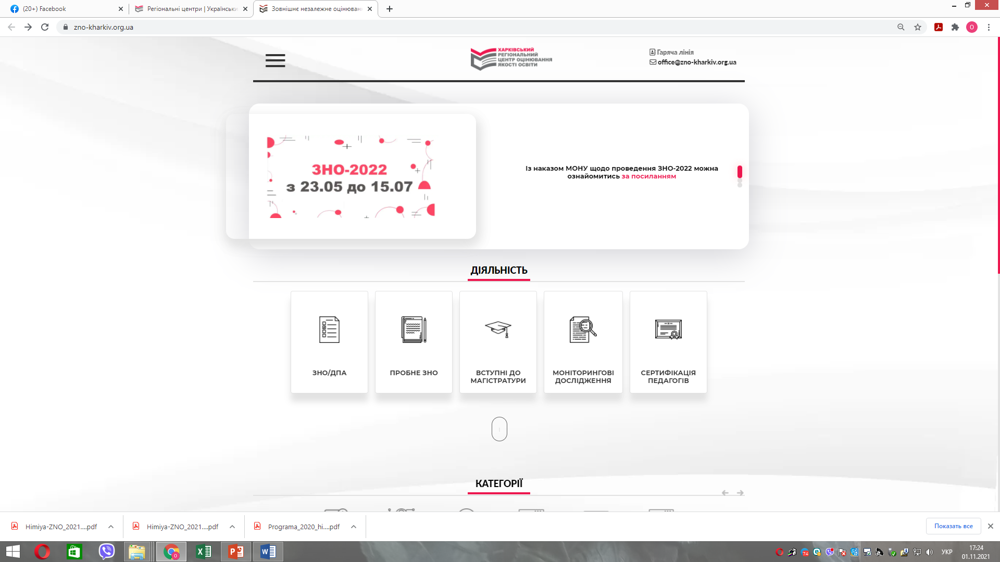 (20+) Facebook
Регіональні центри | Українськи
Зовнішнє незалежне оцінюванн
zno-kharkiv.org.ua
O
ХАРКІВСЬКИЙ
РЕГІОНАЛЬНИЙ
ЦЕНТР ОЦІНЮВАННЯ
ЯКОСТІ ОСВІТИ
Гаряча лінія
office@zno-kharkiv.org.ua
ЗНО-2022
з 23.05 до 15.07
Із наказом МОНУ щодо проведення ЗНО-2022 можна
ознайомитись за посиланням
ДІЯЛЬНІСТЬ
ЗНО/ДПА
ПРОБНЕ ЗНО
ВСТУПНІ ДО
МАГІСТРАТУРИ
МОНІТОРИНГОВІ
ДОСЛІДЖЕННЯ
СЕРТИФІКАЦІЯ
ПЕДАГОГІВ
КАТЕГОРІЇ
Himiya-ZNO_2021....pdf
Himiya-ZNO_2021....pdf
Programa_2020_hi....pdf
Показать все
74
УКР
17:24
01.11.2021